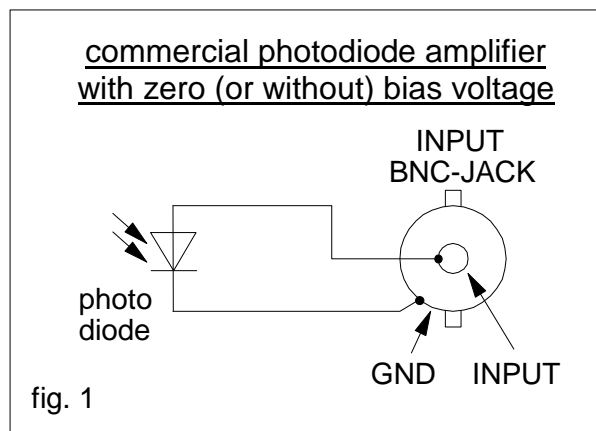 commercial photodiode amplifier
with zero (or without) bias voltage
INPUT
BNC-JACK
photo
diode
GND
INPUT
fig. 1